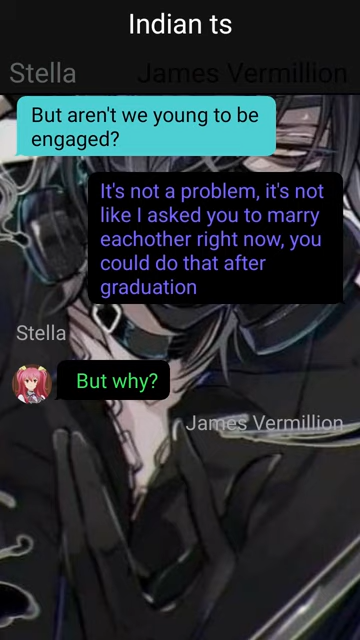 Indian ts
Stella
James Vermillion
But aren't we young to be
engaged?
It's not a problem, it's not
like I asked you to marry
eachother right now, you
could do that after
graduation
Stella
But why?
James Vermillion